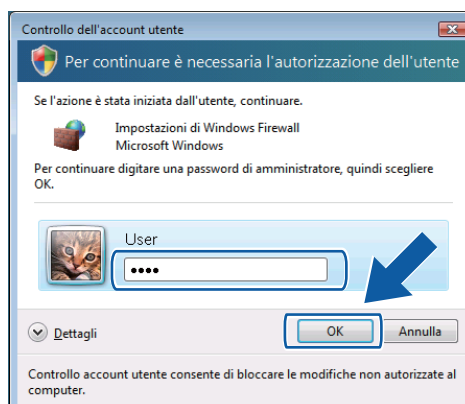 Controllo dell'account utente
Per continuare è necessaria l'autorizzazione dell'utente
Se l'azione è stata iniziata dall'utente, continuare.
Impostazioni di Windows Firewall
Microsoft Windows
Per continuare digitare una password di amministratore, quindi scegliere
OK.
User
••••
Dettagli
OK
Annulla
Controllo account utente consente di bloccare le modifiche non autorizzate al
computer.